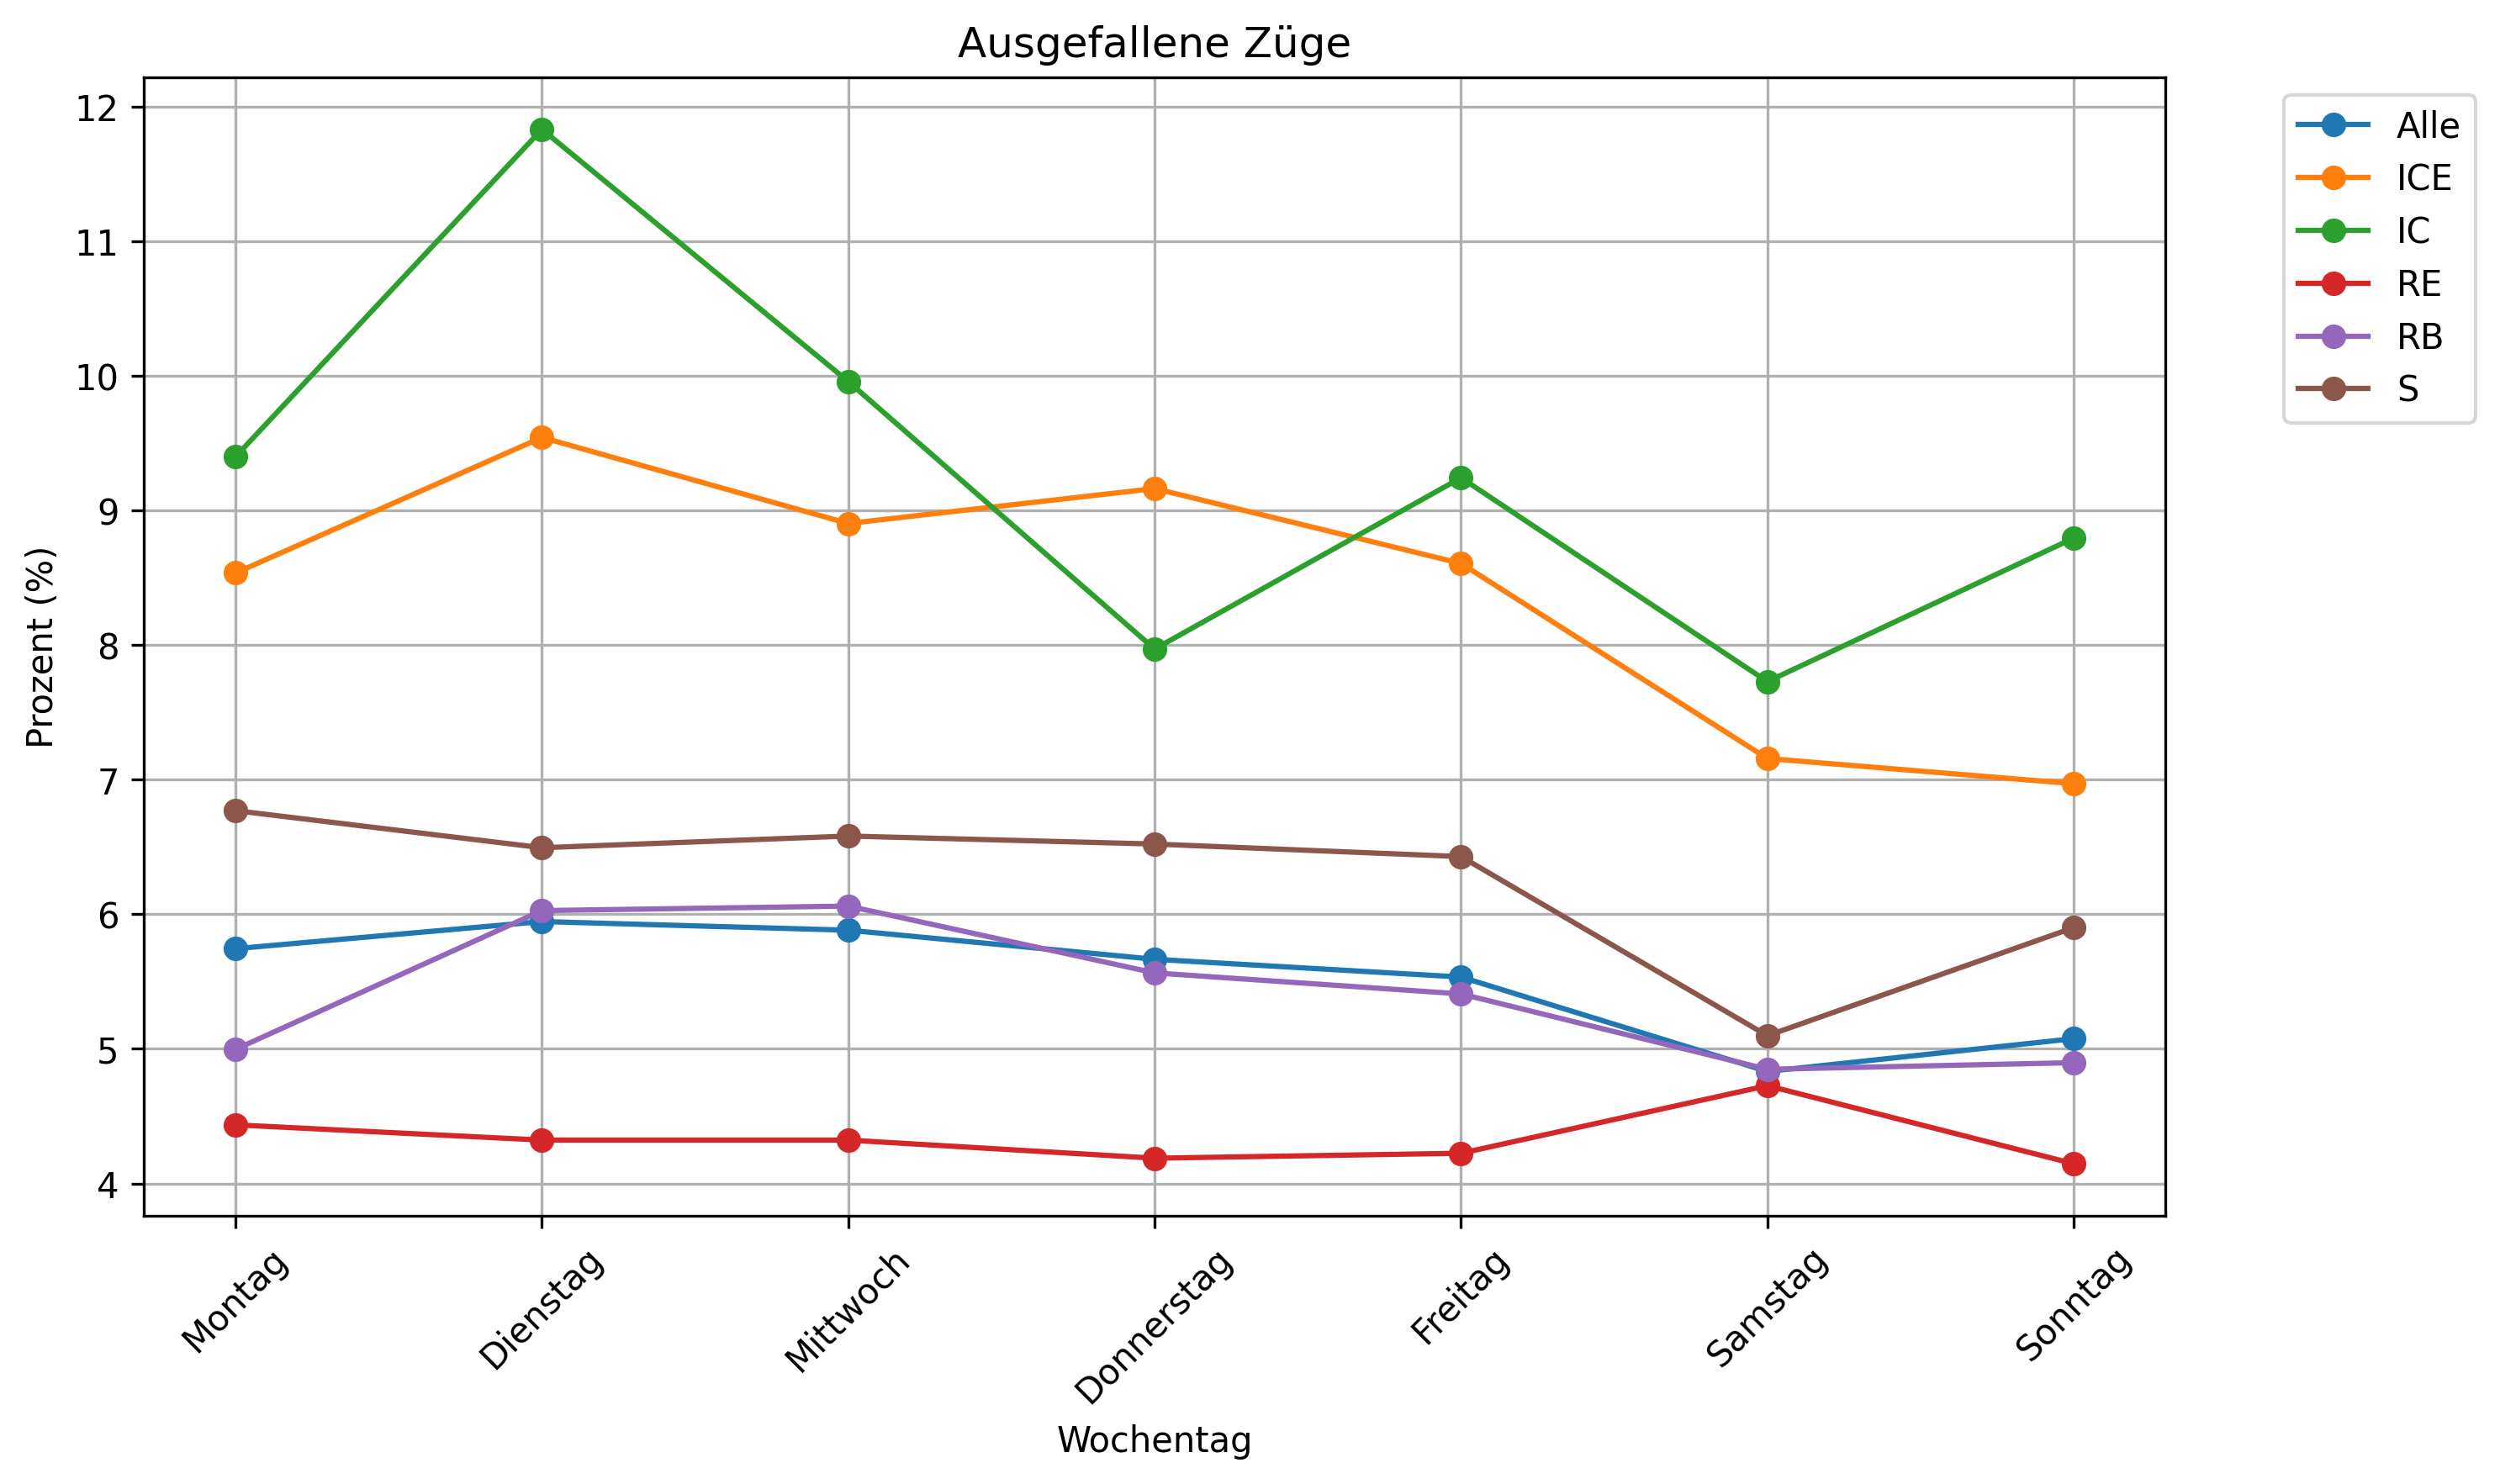 Ausgefallene Züge
12
11
10
9
8
7
6
5
4
Prozent (%)
Montag
Dienstag
Mittwoch
Donnerstag
Freitag
Samstag
Sonntag
Wochentag
Alle
ICE
IC
RE
RB
S